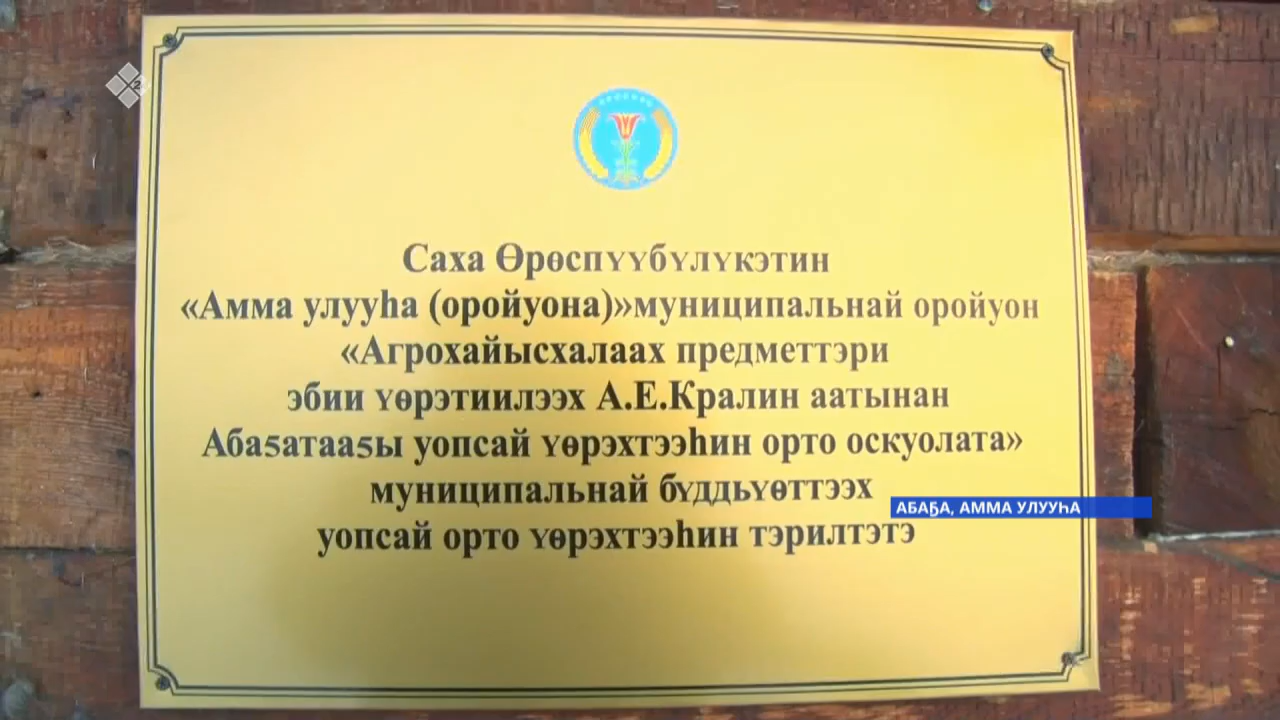 Саха Өрөспүүбүлүкэтин
«Амма улууһа (оройуона)»муниципальнай оройуон
«Агрохайысхалаах предметтэри
эбии үөрэтиилээх А.Е.Кралин аатынан
Аба5атаа5ы уопсай үөрэхтээһин орто оскуолата»
муниципальнай бүддьүөттээх
уопсай орто үөрэхтээһин тэрилтэтэ
АБАҔА, АММА УЛУУҺА